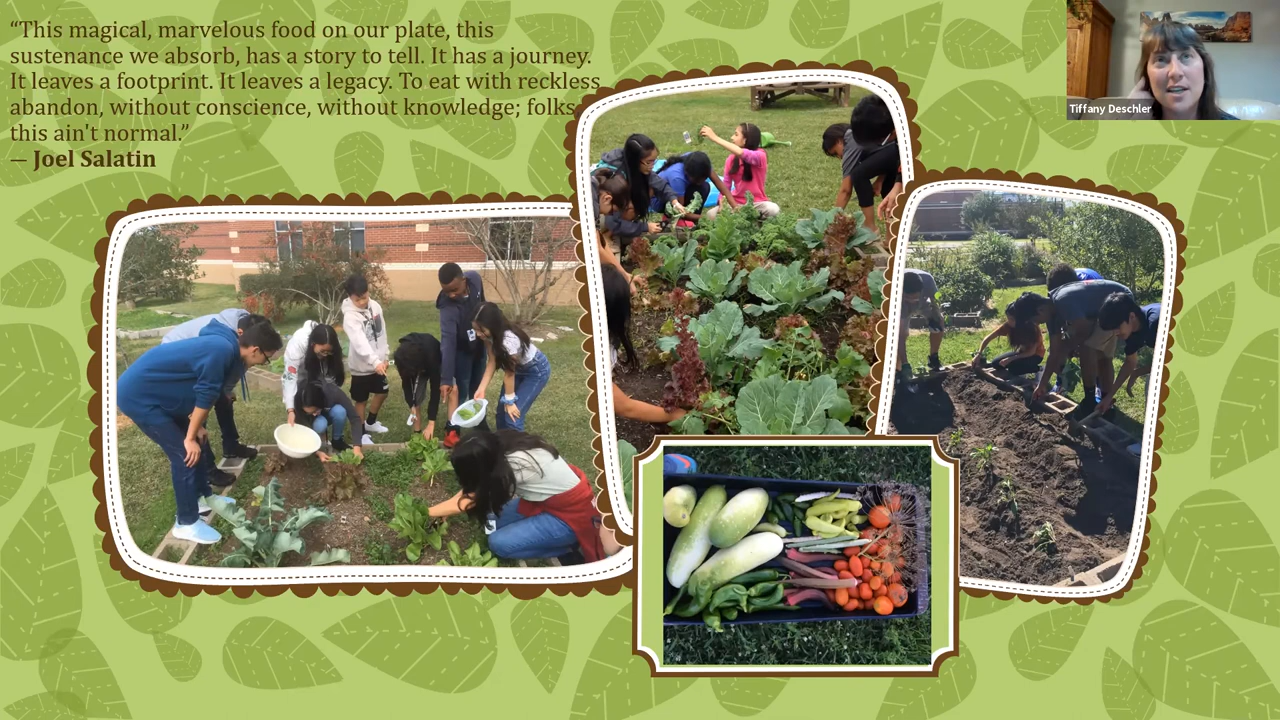 “This magical, marvelous food on our plate, this
sustenance we absorb, has a story to tell. It has a journey.
It leaves a footprint. It leaves a legacy. To eat with reckless
abandon, without conscience, without knowledge; folks
this ain't normal.”
— Joel Salatin
Tiffany Deschler